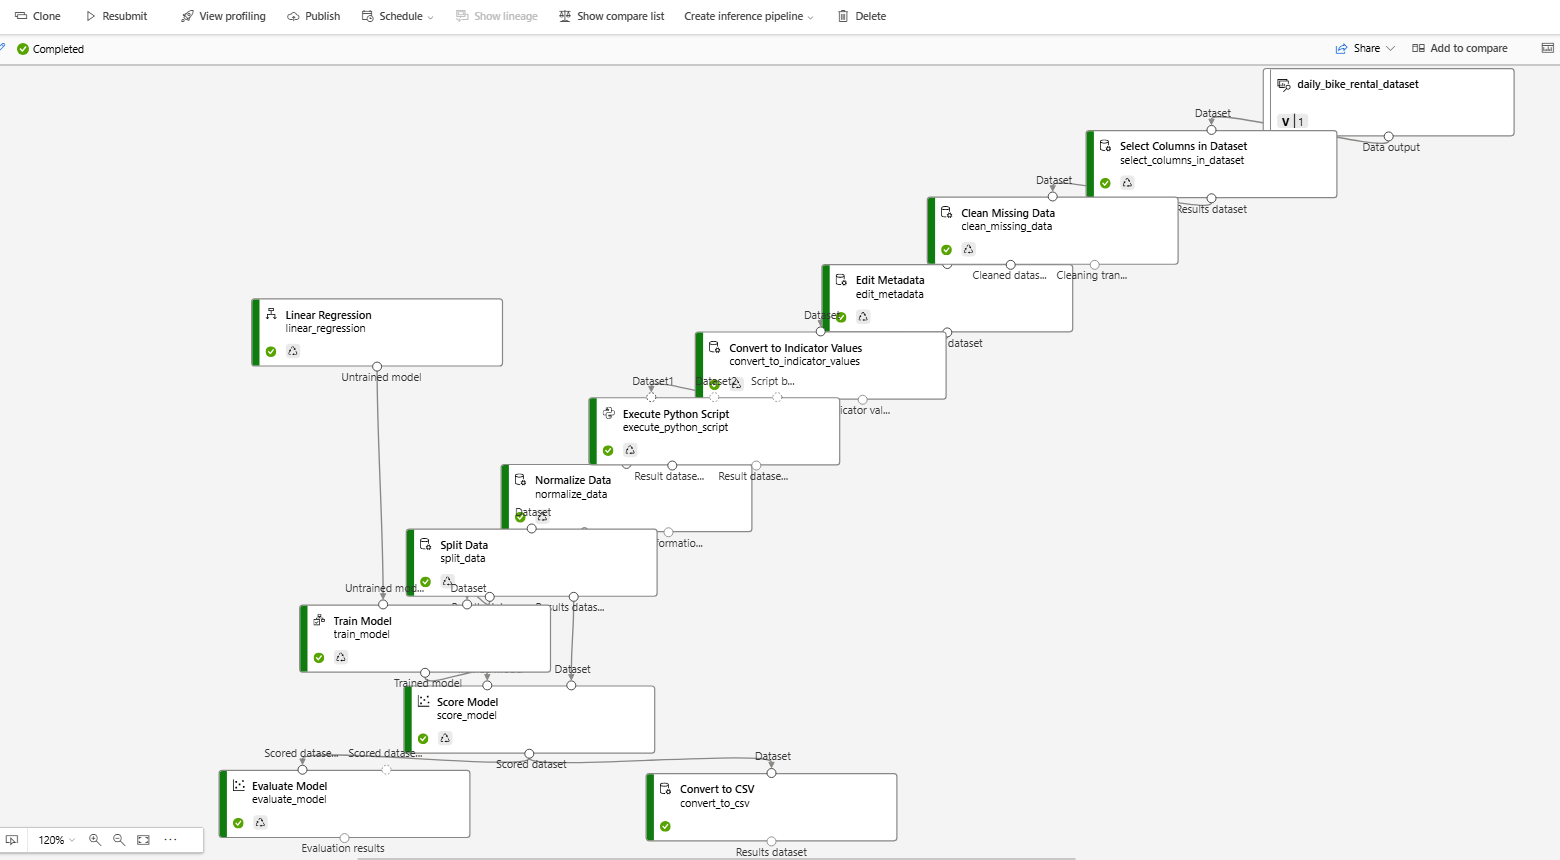 Clone Resubmit View profiling Publish Schedule Show lineage Show compare list Create inference pipeline Delete
Completed Share Add to compare
daily_bike_rental_dataset
V | 1
Data output
Dataset
Select Columns in Dataset
select_columns_in_dataset
Results dataset
Dataset
Clean Missing Data
clean_missing_data
Cleaned datas... Cleaning tran...
Edit Metadata
edit_metadata
dataset
Dataset
Convert to Indicator Values
convert_to_indicator_values
icator val...
Dataset1 Dataset2 Script b...
Execute Python Script
execute_python_script
Result datase... Result datase...
Normalize Data
normalize_data
formatio...
Dataset
Split Data
split_data
sults datas...
Linear Regression
linear_regression
Untrained model
Untrained mod... Dataset
Train Model
train_model
Trained model
Dataset
Score Model
score_model
Scored dataset
Scored datase... Scored datase...
Evaluate Model
evaluate_model
Evaluation results
Dataset
Convert to CSV
convert_to_csv
Results dataset
120%